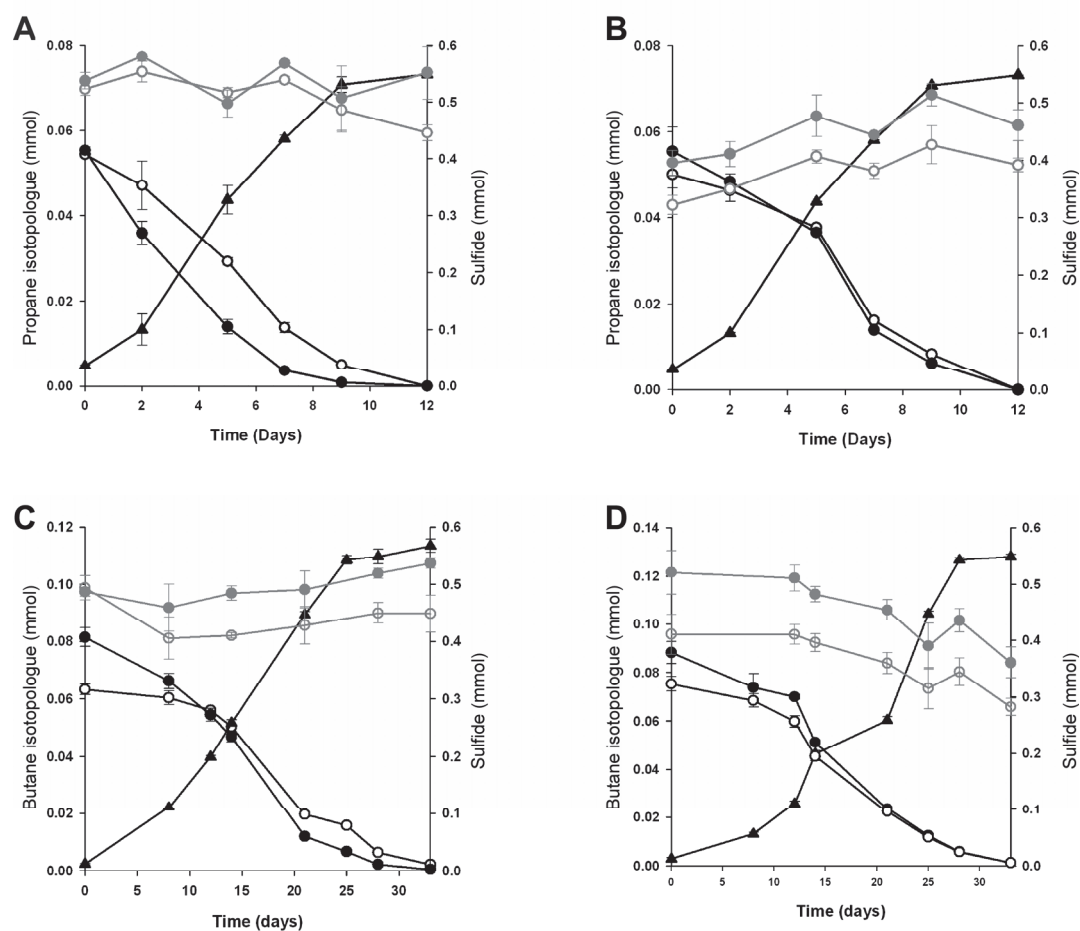 A
B
0.08
0.06
0.04
0.02
0.00
Propane isotopologue (mmol)
0.6
0.5
0.4
0.3
0.2
0.1
0.0
Sulfide (mmol)
0 2 4 6 8 10 12
Time (Days)
0.08
0.06
0.04
0.02
0.00
Propane isotopologue (mmol)
0.6
0.5
0.4
0.3
0.2
0.1
0.0
Sulfide (mmol)
0 2 4 6 8 10 12
Time (Days)
C
D
0.12
0.10
0.08
0.06
0.04
0.02
0.00
Butane isotopologue (mmol)
0.6
0.5
0.4
0.3
0.2
0.1
0.0
Sulfide (mmol)
0 5 10 15 20 25 30
Time (days)
0.14
0.12
0.10
0.08
0.06
0.04
0.02
0.00
Butane isotopologue (mmol)
0.6
0.5
0.4
0.3
0.2
0.1
0.0
Sulfide (mmol)
0 5 10 15 20 25 30
Time (days)